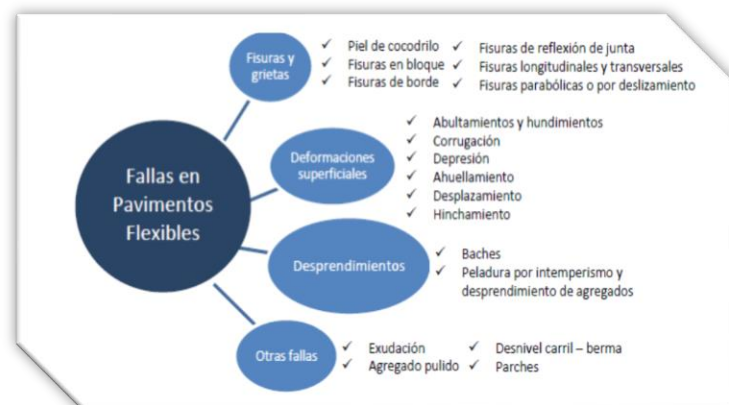 Fallas en
Pavimentos
Flexibles
Fisuras y
grietas
✓ Piel de cocodrilo
✓ Fisuras en bloque
✓ Fisuras de borde
✓ Fisuras de reflexión de junta
✓ Fisuras longitudinales y transversales
✓ Fisuras parabólicas o por deslizamiento
Deformaciones
superficiales
✓ Abultamientos y hundimientos
✓ Corrugación
✓ Depresión
✓ Ahuellamiento
✓ Desplazamiento
✓ Hinchamiento
Desprendimientos
✓ Baches
✓ Peladura por intemperismo y
desprendimiento de agregados
Otras fallas
✓ Exudación
✓ Agregado pulido
✓ Desnivel carril – berma
✓ Parches